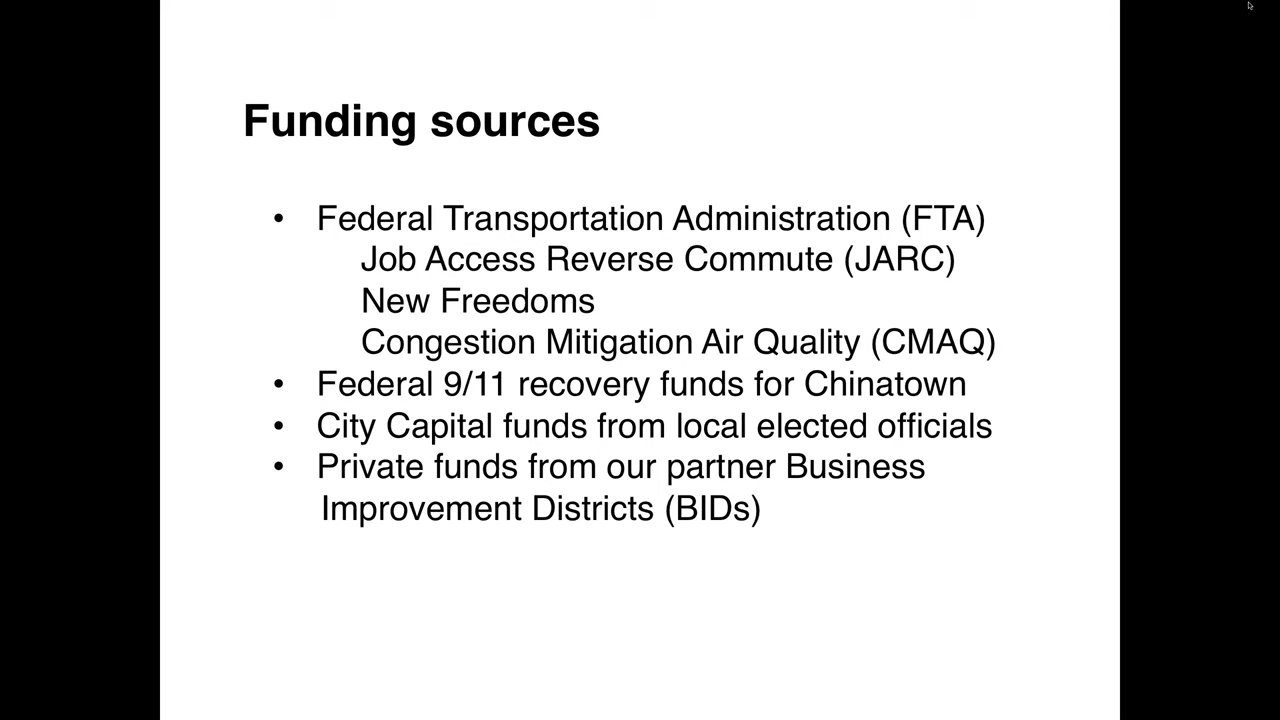 Funding sources
• Federal Transportation Administration (FTA)
Job Access Reverse Commute (JARC)
New Freedoms
Congestion Mitigation Air Quality (CMAQ)
• Federal 9/11 recovery funds for Chinatown
• City Capital funds from local elected officials
• Private funds from our partner Business
Improvement Districts (BIDs)